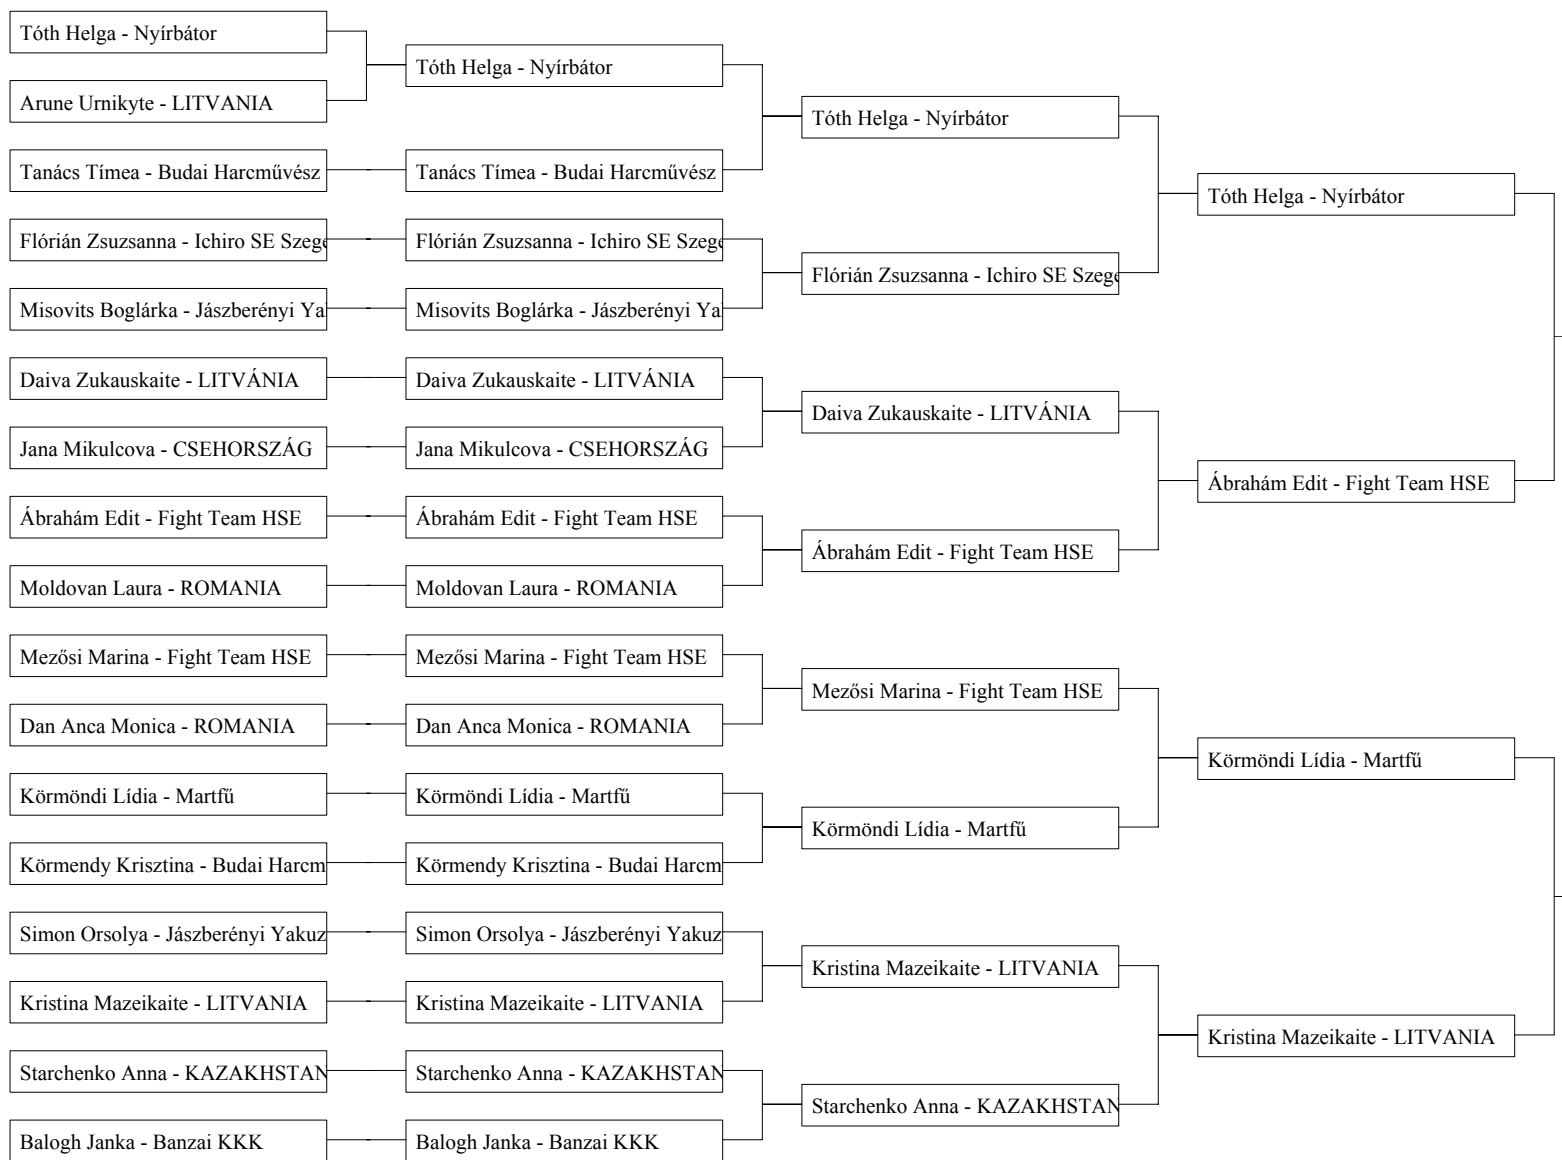 Tóth Helga - Nyírbátor
Arune Urnikyte - LITVANIA
Tanács Tímea - Budai Harcművész
Flórián Zsuzsanna - Ichiro SE Szege
Misovits Boglárka - Jászberényi Ya
Daiva Zukauskaite - LITVÁNIA
Jana Mikulcova - CSEHORSZÁG
Ábrahám Edit - Fight Team HSE
Moldovan Laura - ROMANIA
Mezősi Marina - Fight Team HSE
Dan Anca Monica - ROMANIA
Körmöndi Lídia - Martfű
Körmendy Krisztina - Budai Harcm
Simon Orsolya - Jászberényi Yakuz
Kristina Mazeikaite - LITVANIA
Starchenko Anna - KAZAKHSTAN
Balogh Janka - Banzai KKK
Tóth Helga - Nyírbátor
Tanács Tímea - Budai Harcművész
Flórián Zsuzsanna - Ichiro SE Szege
Misovits Boglárka - Jászberényi Ya
Daiva Zukauskaite - LITVÁNIA
Jana Mikulcova - CSEHORSZÁG
Ábrahám Edit - Fight Team HSE
Moldovan Laura - ROMANIA
Mezősi Marina - Fight Team HSE
Dan Anca Monica - ROMANIA
Körmöndi Lídia - Martfű
Körmendy Krisztina - Budai Harcm
Simon Orsolya - Jászberényi Yakuz
Kristina Mazeikaite - LITVANIA
Starchenko Anna - KAZAKHSTAN
Balogh Janka - Banzai KKK
Tóth Helga - Nyírbátor
Flórián Zsuzsanna - Ichiro SE Szege
Daiva Zukauskaite - LITVÁNIA
Ábrahám Edit - Fight Team HSE
Mezősi Marina - Fight Team HSE
Körmöndi Lídia - Martfű
Kristina Mazeikaite - LITVANIA
Starchenko Anna - KAZAKHSTAN
Tóth Helga - Nyírbátor
Ábrahám Edit - Fight Team HSE
Körmöndi Lídia - Martfű
Kristina Mazeikaite - LITVANIA